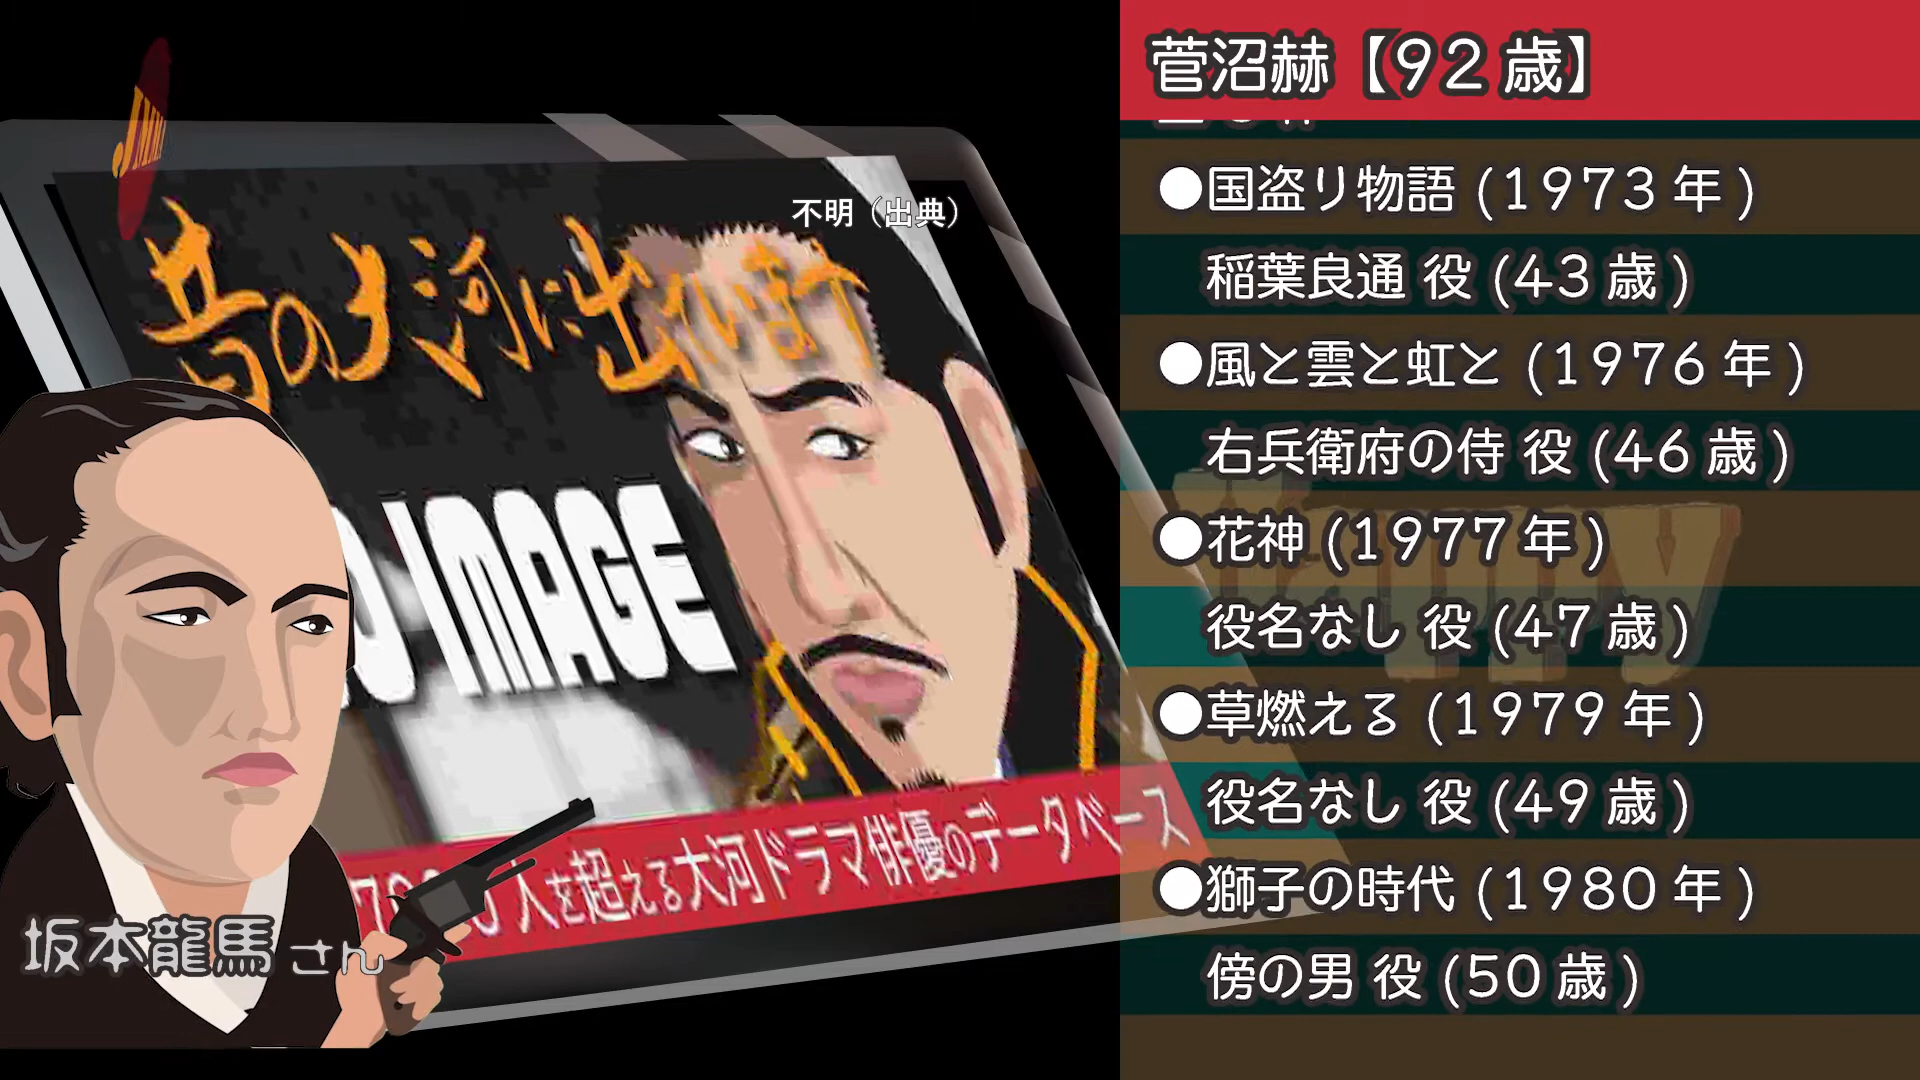 菅沼赫【92歳】
不明（出典）
昔の大河に出ています
IMAGE
人を超える大河ドラマ俳優のデータベース
坂本龍馬さん
●国盗り物語(1973年)
稲葉良通 役(43歳)
●風と雲と虹と(1976年)
右兵衛府の侍 役(46歳)
●花神(1977年)
役名なし 役(47歳)
●草燃える(1979年)
役名なし 役(49歳)
●獅子の時代(1980年)
傍の男 役(50歳)